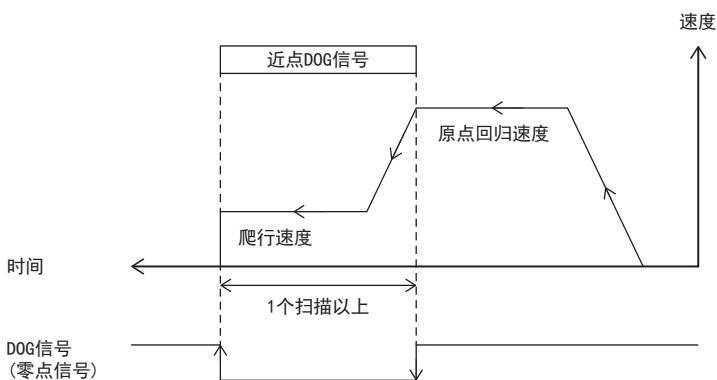 速度
近点DOG信号
原点回归速度
爬行速度
时间
1个扫描以上
DOG信号
(零点信号)